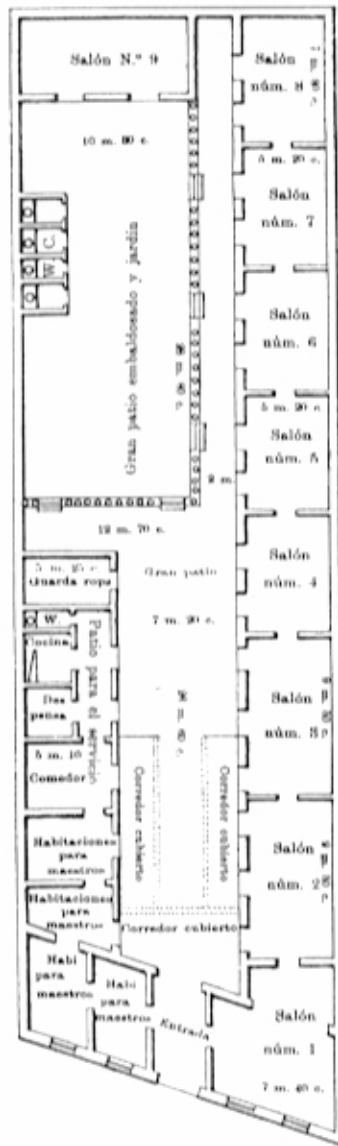 Salón N.º 9
10 m. 80 c.
W. C.
Gran patio embaldosado y jardin
12 m. 70 c.
Salón
núm. 8
5 m. 20 c.
Salón
núm. 7
Salón
núm. 6
5 m. 20 c.
Salón
núm. 5
Salón
núm. 4
Salón
núm. 3
Salón
núm. 2
Salón
núm. 1
7 m. 40 c.
Gran patio
7 m. 20 c.
Guarda ropa
W.
Cocina
Des
pensa
Patio para el servicio
5 m. 10
Comedor
Corredor cubierto
Corredor cubierto
Corredor cubierto
Habitaciones
para
maestros
Habitaciones
para
maestros
Habi
para
maestros
Habi
para
maestros
Entrada